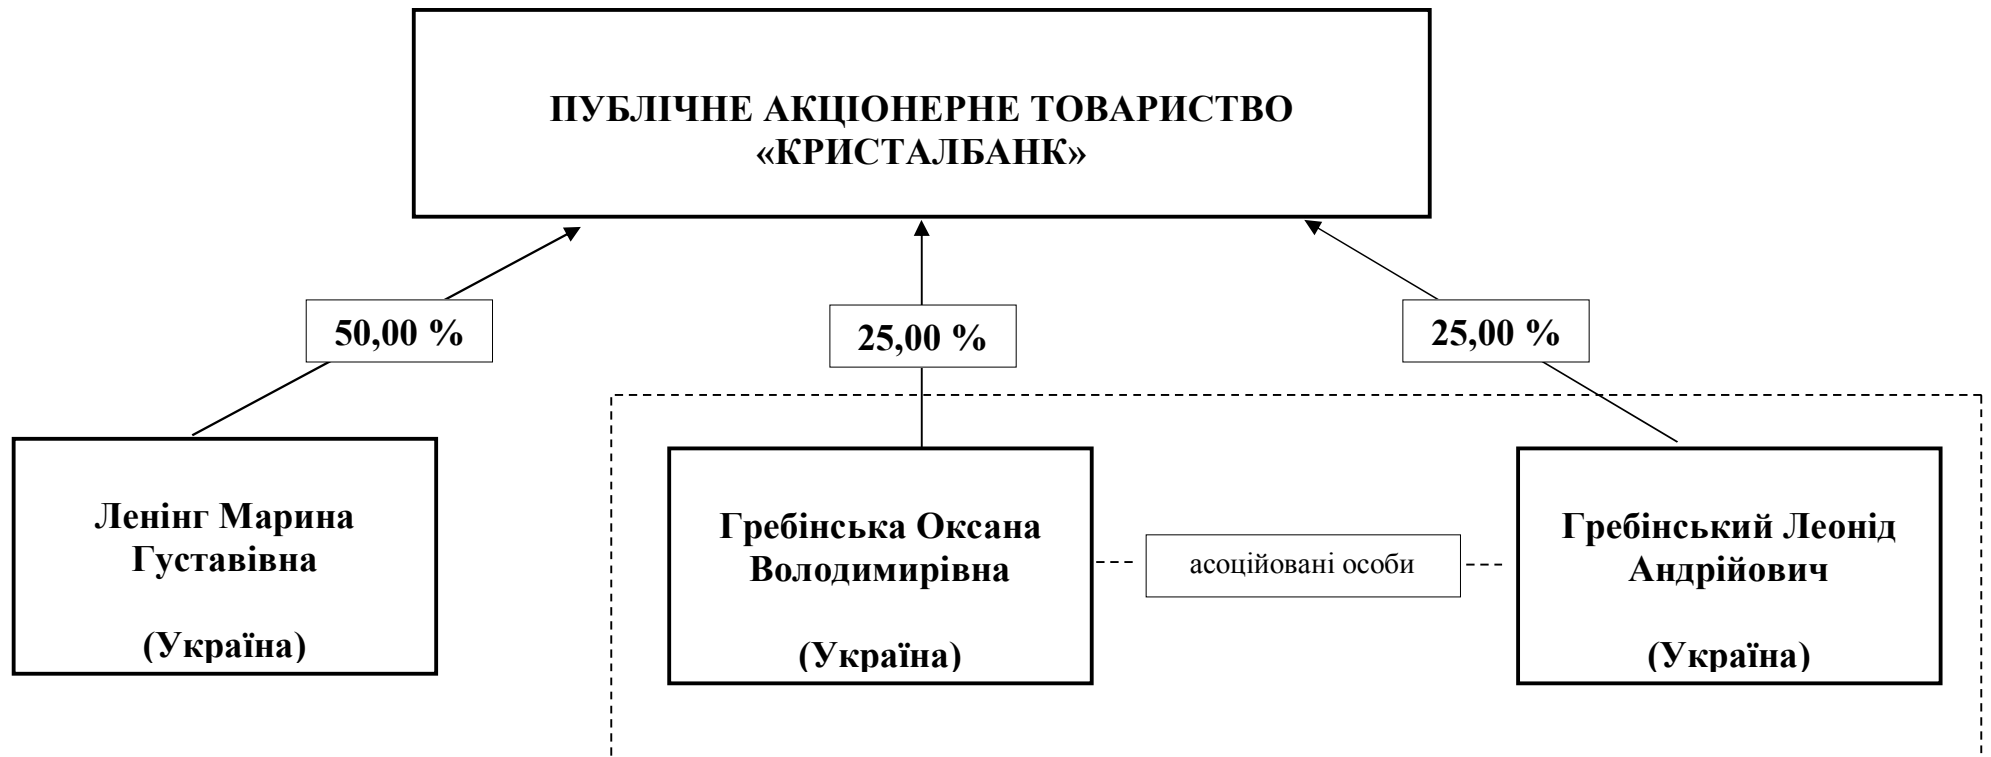 ПУБЛІЧНЕ АКЦІОНЕРНЕ ТОВАРИСТВО
«КРИСТАЛБАНК»
50,00 %
25,00 %
25,00 %
Ленінг Марина
Густавівна
(Україна)
Гребінська Оксана
Володимирівна
(Україна)
асоційовані особи
Гребінський Леонід
Андрійович
(Україна)